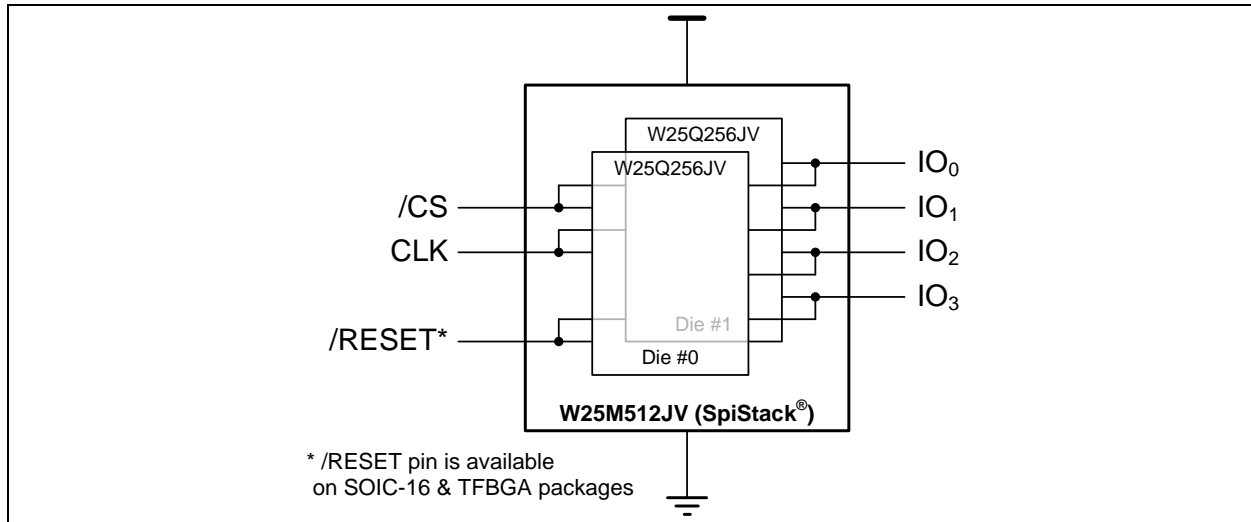 W25Q256JV
W25Q256JV
/CS
CLK
/RESET*
IO₀
IO₁
IO₂
IO₃
Die #1
Die #0
W25M512JV (SpiStack®)
* /RESET pin is available
on SOIC-16 & TFBGA packages